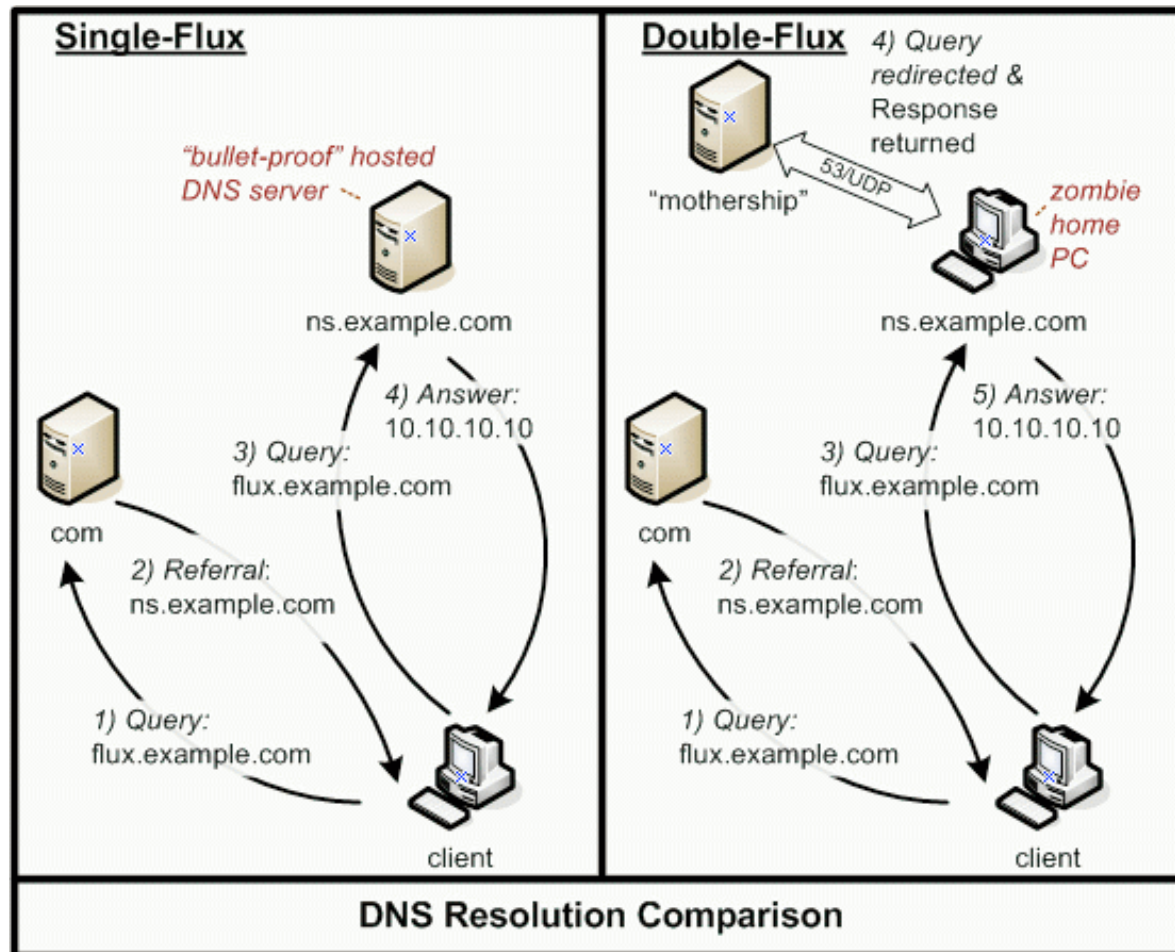 Single-Flux
"bullet-proof" hosted
DNS server
ns.example.com
4) Answer:
10.10.10.10
3) Query:
flux.example.com
com
2) Referral:
ns.example.com
1) Query:
flux.example.com
client
Double-Flux
4) Query
redirected &
Response
returned
53/UDP
"mothership"
zombie
home
PC
ns.example.com
5) Answer:
10.10.10.10
3) Query:
flux.example.com
com
2) Referral:
ns.example.com
1) Query:
flux.example.com
client
DNS Resolution Comparison